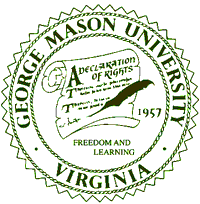 GEORGE MASON UNIVERSITY
A DECLARATION
OF RIGHTS
1957
FREEDOM AND
LEARNING
VIRGINIA